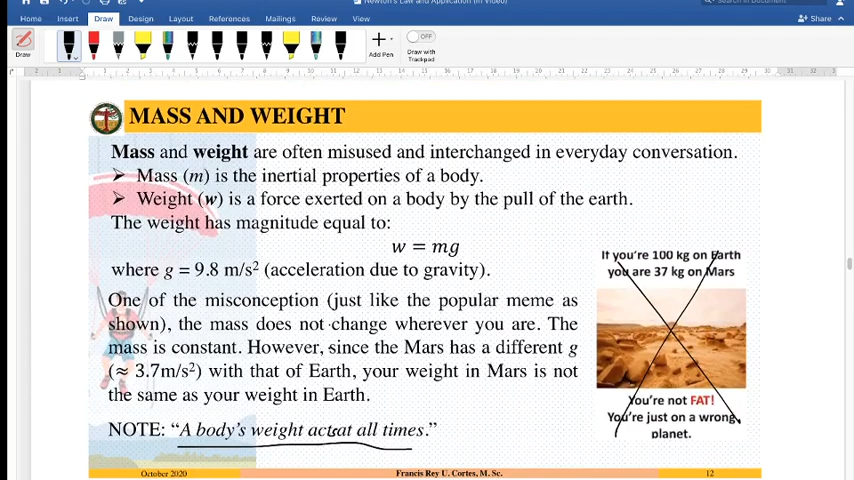 Newton's Law and Application (in Video)
Search in Document
Home Insert Draw Design Layout References Mailings Review View
Share
OFF
Draw
Add Pen
Draw with
Trackpad
MASS AND WEIGHT
Mass and weight are often misused and interchanged in everyday conversation.
➤ Mass (m) is the inertial properties of a body.
➤ Weight (w) is a force exerted on a body by the pull of the earth.
The weight has magnitude equal to:
w = mg
where g = 9.8 m/s² (acceleration due to gravity).
One of the misconception (just like the popular meme as
shown), the mass does not change wherever you are. The
mass is constant. However, since the Mars has a different g
(≈ 3.7m/s²) with that of Earth, your weight in Mars is not
the same as your weight in Earth.
NOTE: “A body's weight acts at all times.”
If you're 100 kg on Earth
you are 37 kg on Mars
You're not FAT!
You're just on a wrong
planet.
October 2020
Francis Rey U. Cortes, M. Sc.
12